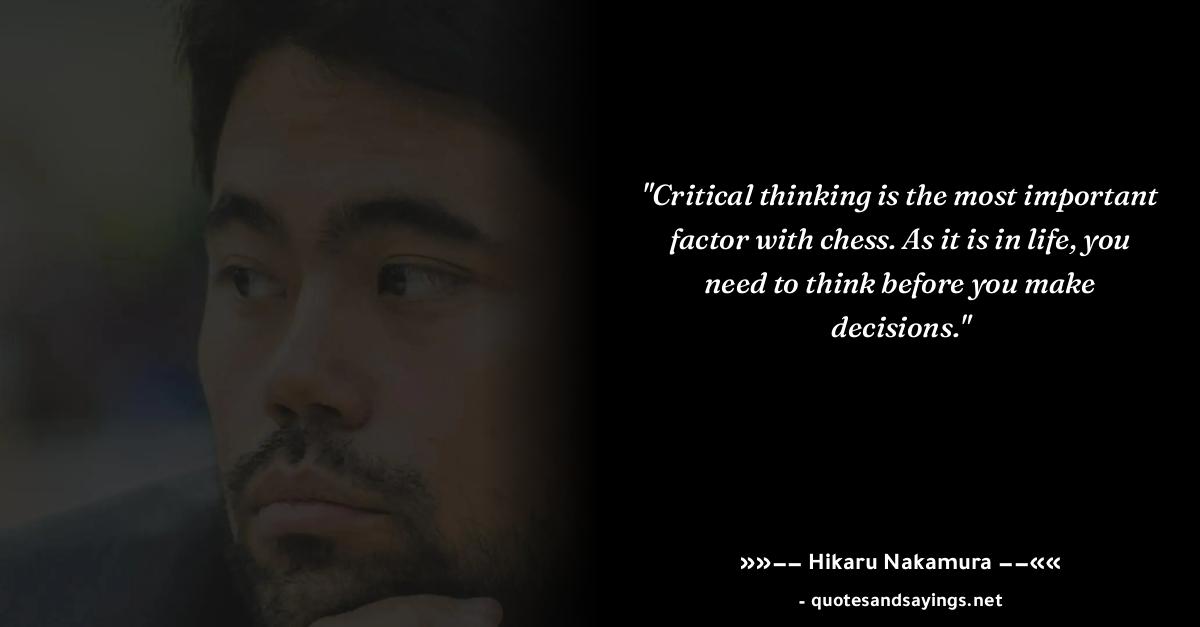 "Critical thinking is the most important
factor with chess. As it is in life, you
need to think before you make
decisions."
»»–– Hikaru Nakamura ––««
- quotesandsayings.net